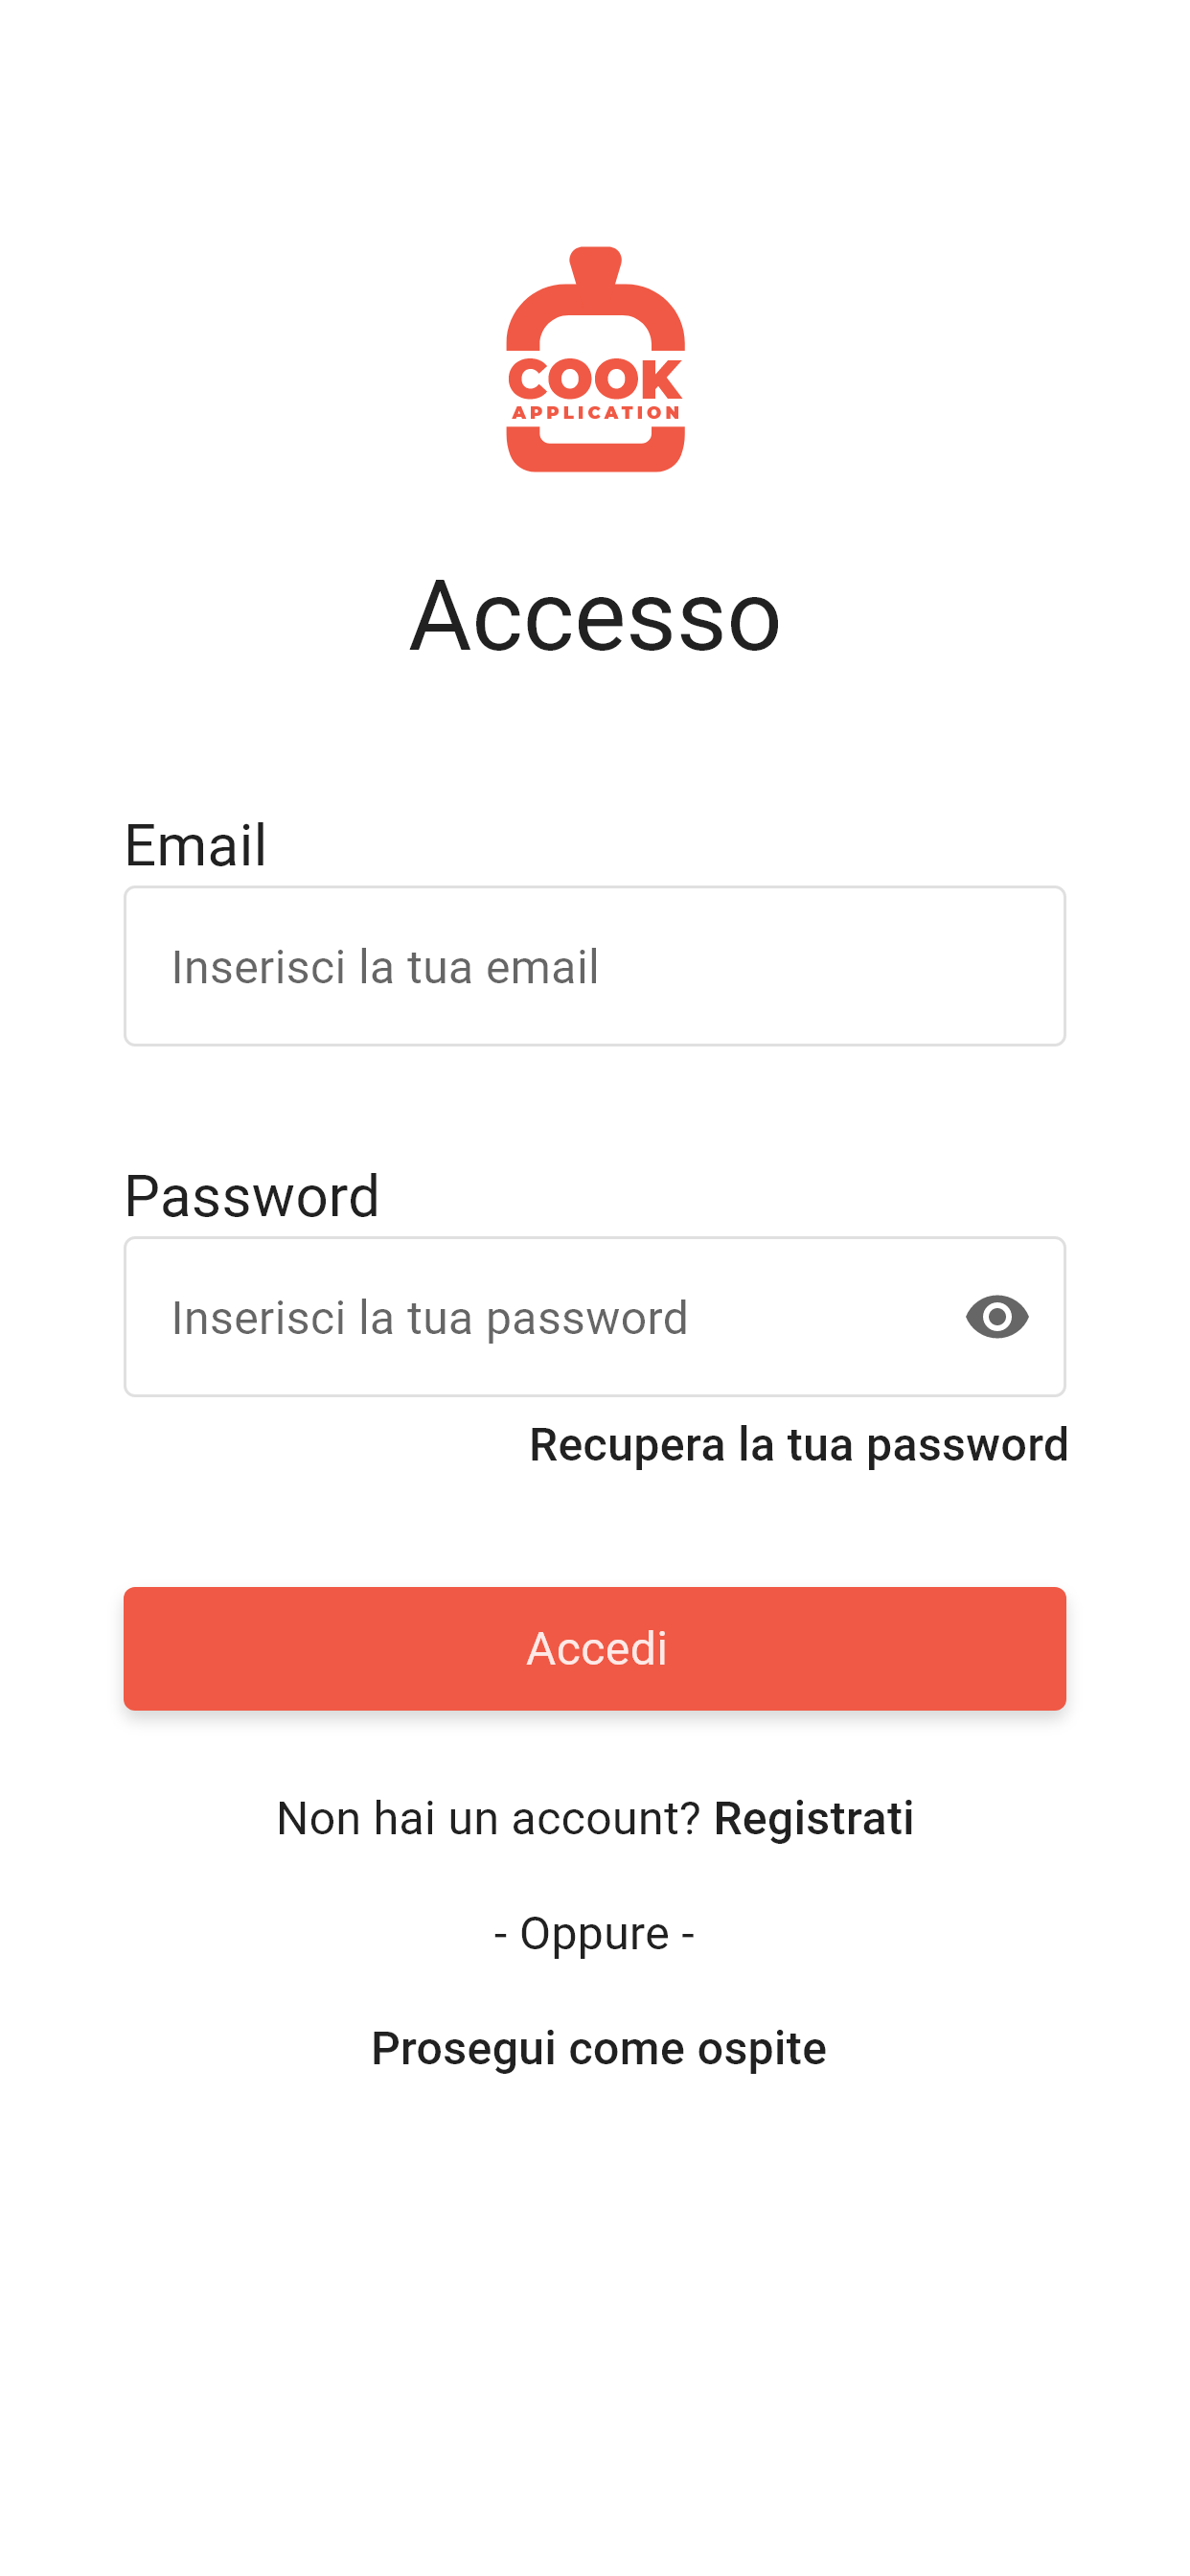 COOK
APPLICATION
Accesso
Email
Inserisci la tua email
Password
Inserisci la tua password
Recupera la tua password
Accedi
Non hai un account? Registrati
- Oppure -
Prosegui come ospite